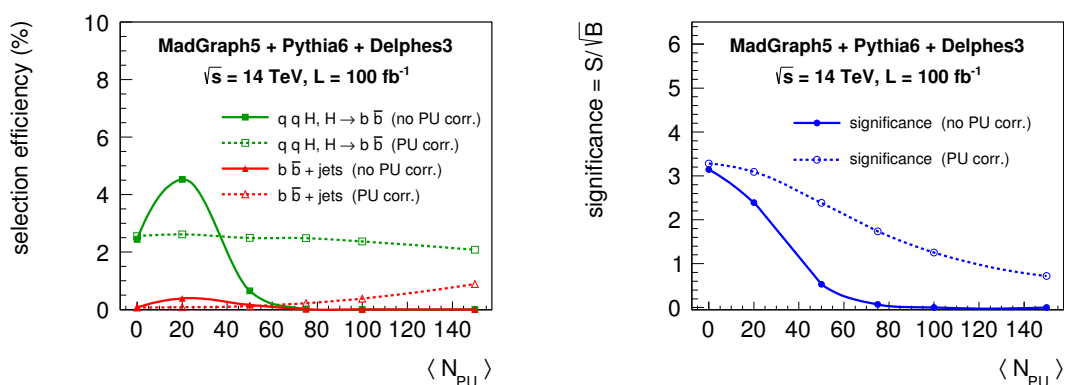 selection efficiency (%)
10
8
6
4
2
0
MadGraph5 + Pythia6 + Delphes3
√s = 14 TeV, L = 100 fb⁻¹
q q H, H → b b̅ (no PU corr.)
q q H, H → b b̅ (PU corr.)
b b̅ + jets (no PU corr.)
b b̅ + jets (PU corr.)
0 20 40 60 80 100 120 140
⟨ N_PU ⟩
significance = S/√B
6
5
4
3
2
1
0
MadGraph5 + Pythia6 + Delphes3
√s = 14 TeV, L = 100 fb⁻¹
significance (no PU corr.)
significance (PU corr.)
0 20 40 60 80 100 120 140
⟨ N_PU ⟩